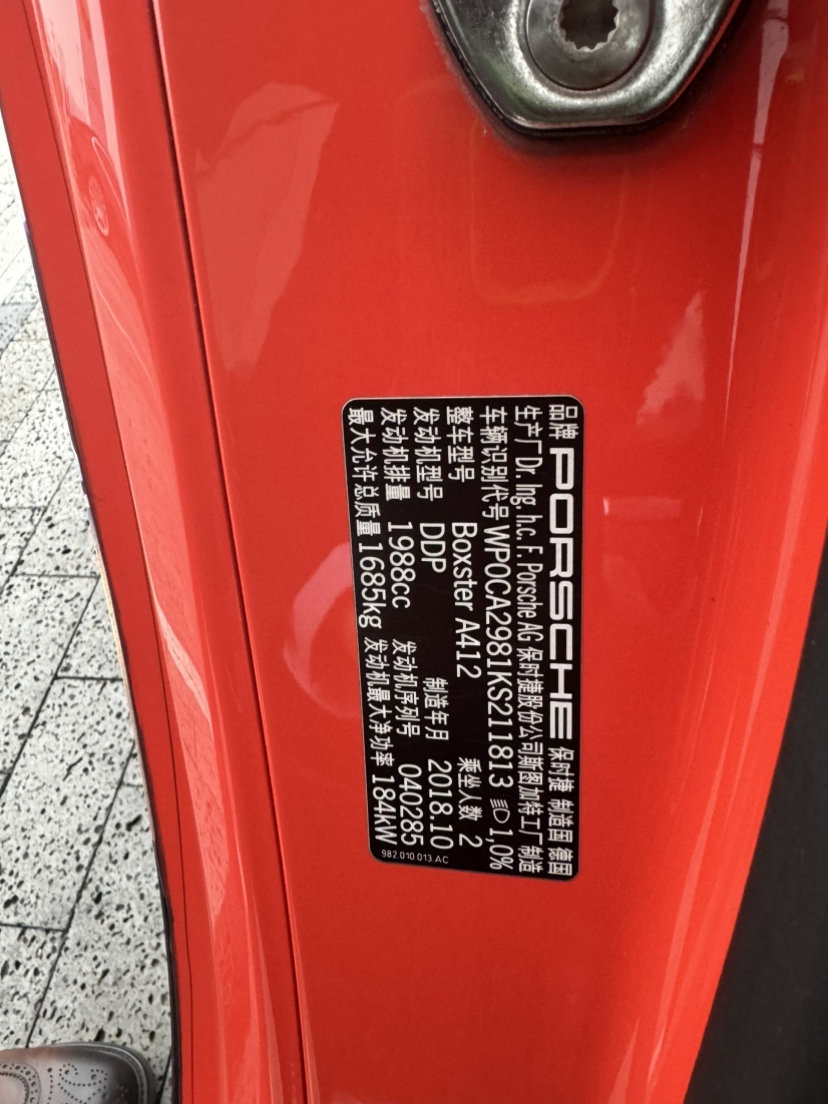 品牌 PORSCHE 保时捷 制造国 德国
生产厂 Dr. Ing. h.c. F. Porsche AG 保时捷股份公司斯图加特工厂 制造
车辆识别代号 WP0CA2981KS211813 1,0%
整车型号 Boxster A412 乘坐人数 2
发动机型号 DDP 制造年月 2018.10
发动机排量 1988cc 发动机序列号 040285
最大允许总质量 1685kg 发动机最大净功率 184kW
982.010.013.AC